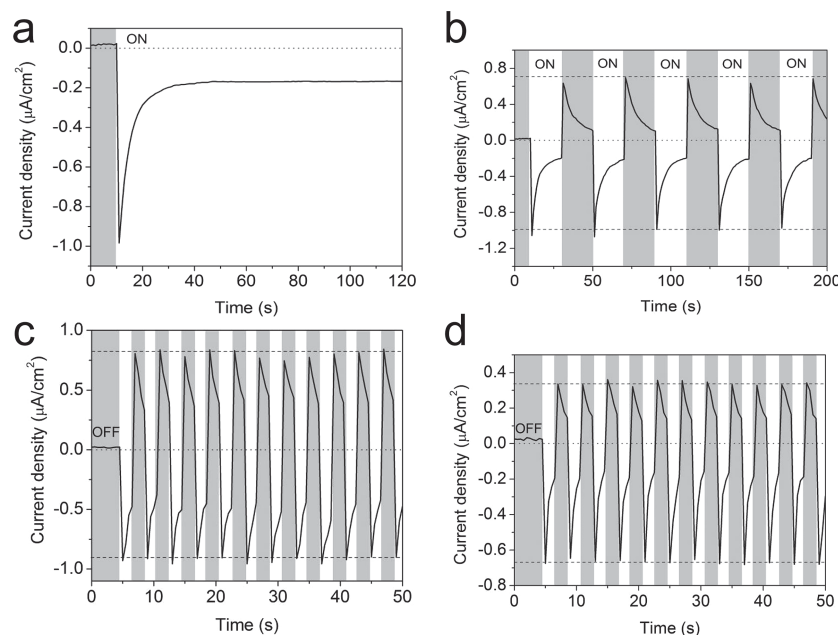 a
ON
0.0
-0.2
-0.4
-0.6
-0.8
-1.0
Current density (µA/cm²)
0 20 40 60 80 100 120
Time (s)
b
ON ON ON ON ON
0.8
0.4
0.0
-0.4
-0.8
-1.2
Current density (µA/cm²)
0 50 100 150 200
Time (s)
c
1.0
0.5
OFF
0.0
-0.5
-1.0
Current density (µA/cm²)
0 10 20 30 40 50
Time (s)
d
0.4
0.2
OFF
0.0
-0.2
-0.4
-0.6
-0.8
Current density (µA/cm²)
0 10 20 30 40 50
Time (s)